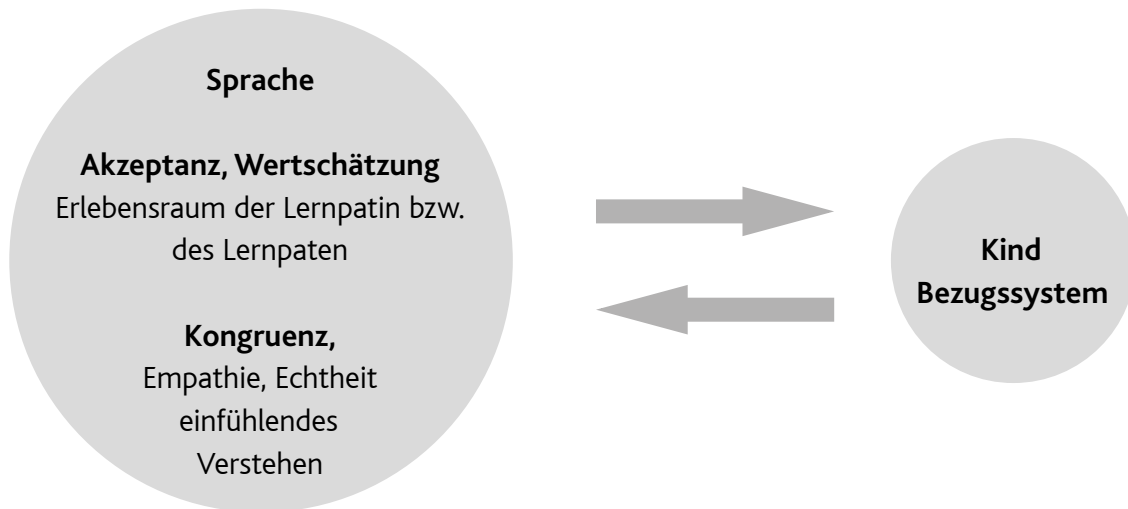 Sprache
Akzeptanz, Wertschätzung
Erlebensraum der Lernpatin bzw.
des Lernpaten
Kongruenz,
Empathie, Echtheit
einfühlendes
Verstehen
Kind
Bezugssystem